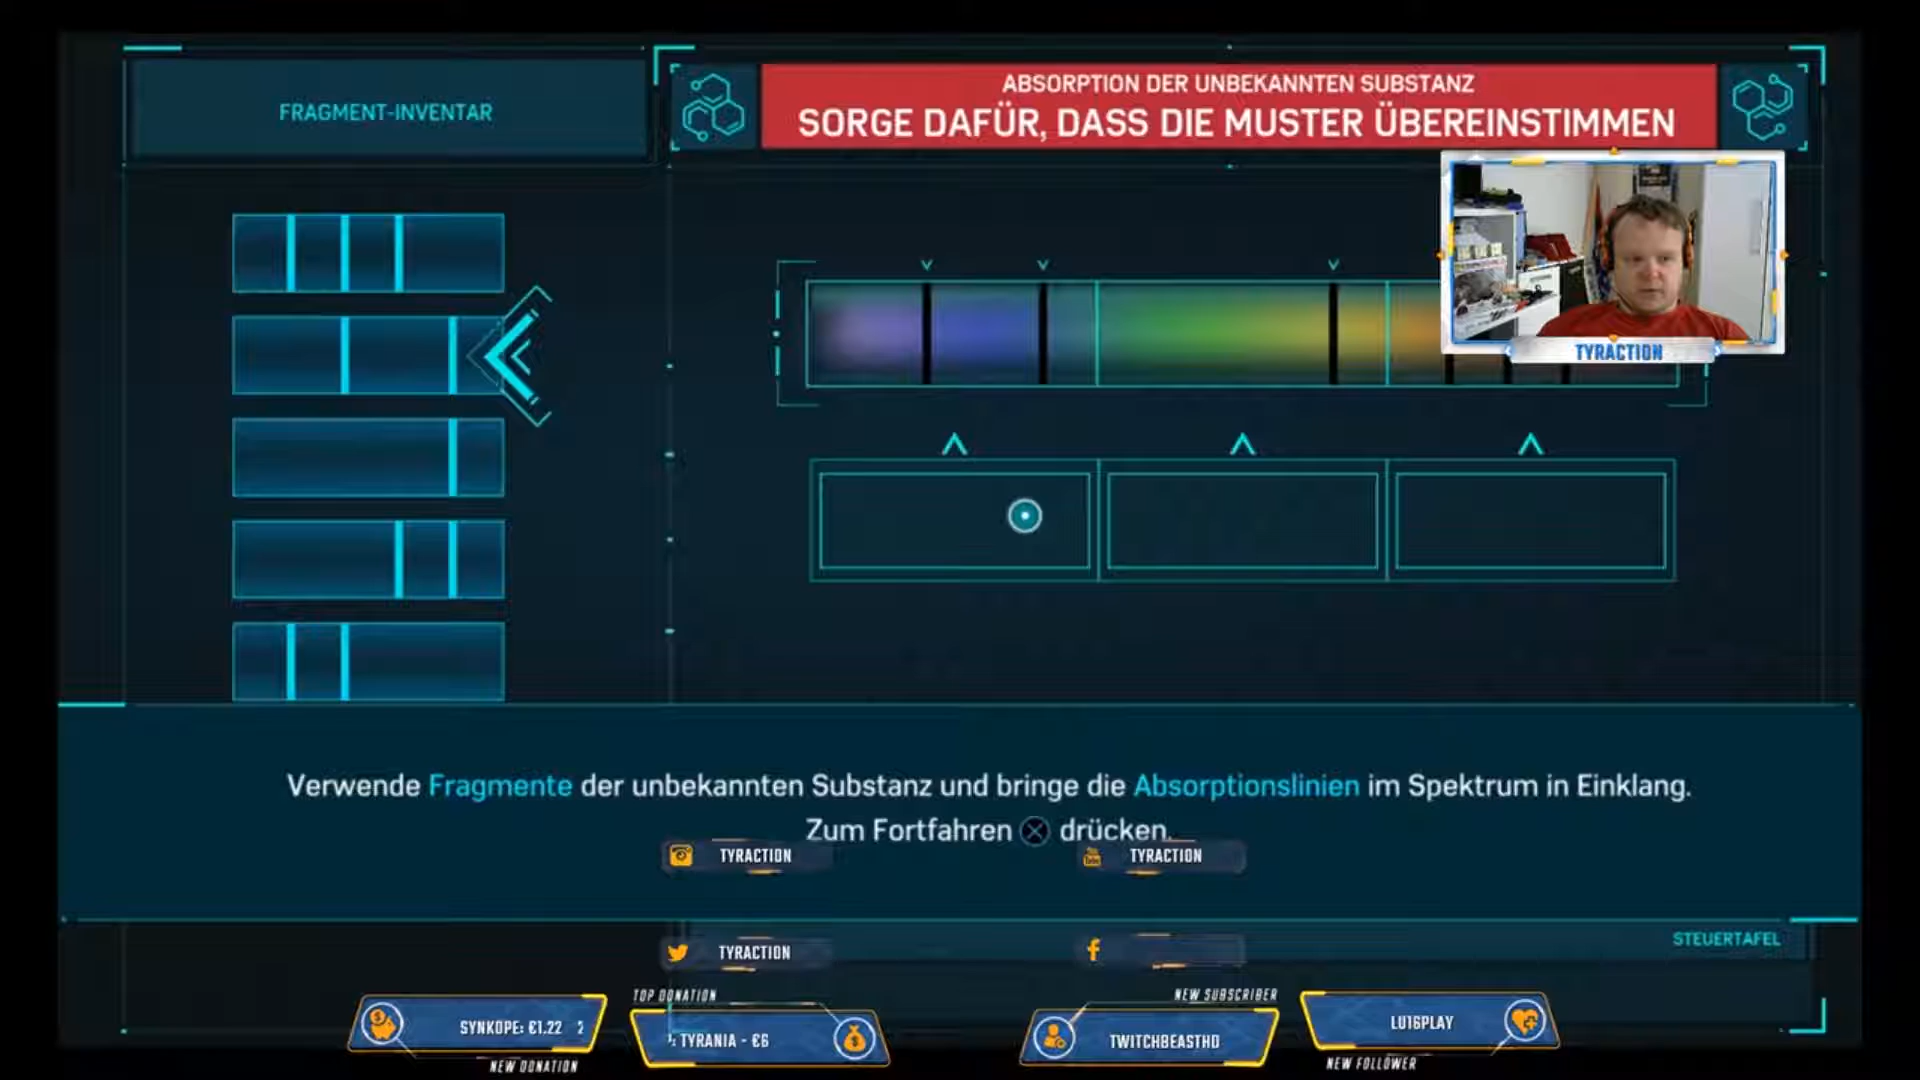 FRAGMENT-INVENTAR
ABSORPTION DER UNBEKANNTEN SUBSTANZ
SORGE DAFÜR, DASS DIE MUSTER ÜBEREINSTIMMEN
TYRACTION
Verwende Fragmente der unbekannten Substanz und bringe die Absorptionslinien im Spektrum in Einklang.
Zum Fortfahren drücken.
TYRACTION
TYRACTION
TYRACTION
STEUERTAFEL
SYNKOPE: €1.22
NEW DONATION
TOP DONATION
TYRANIA - €6
NEW SUBSCRIBER
TWITCHBEASTHD
LU16PLAY
NEW FOLLOWER